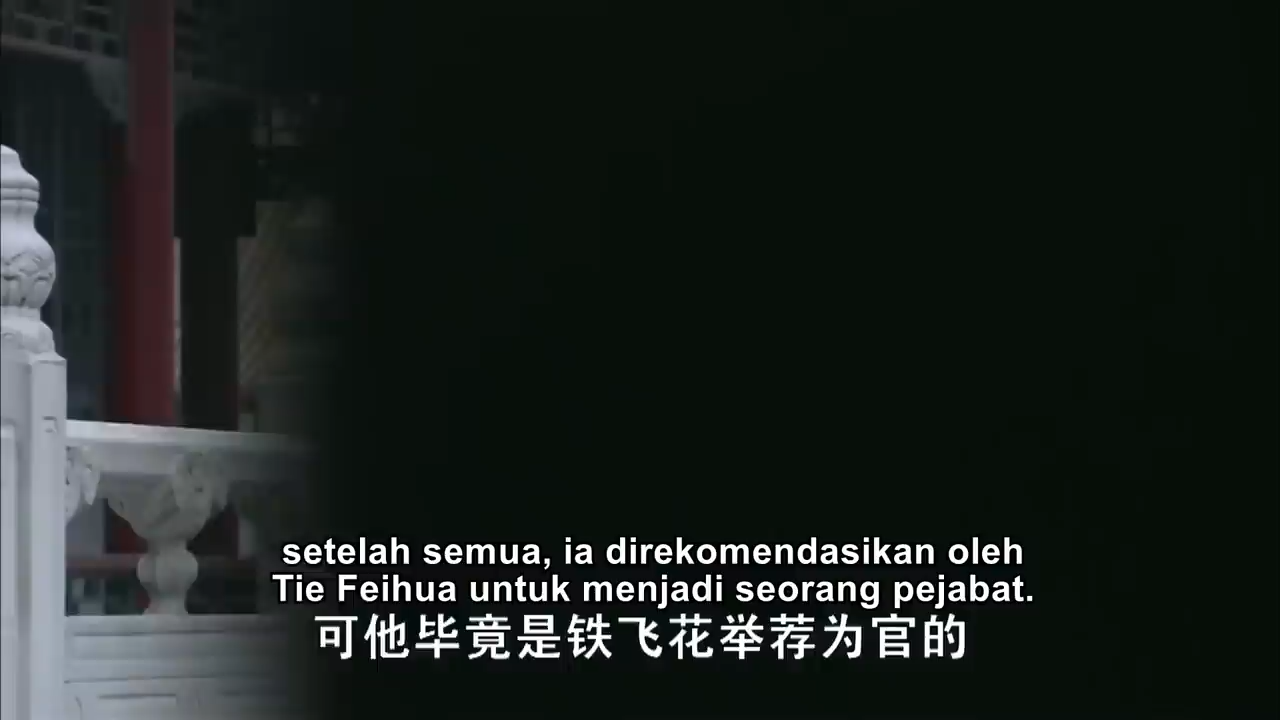 setelah semua, ia direkomendasikan oleh
Tie Feihua untuk menjadi seorang pejabat.
可他毕竟是铁飞花举荐为官的